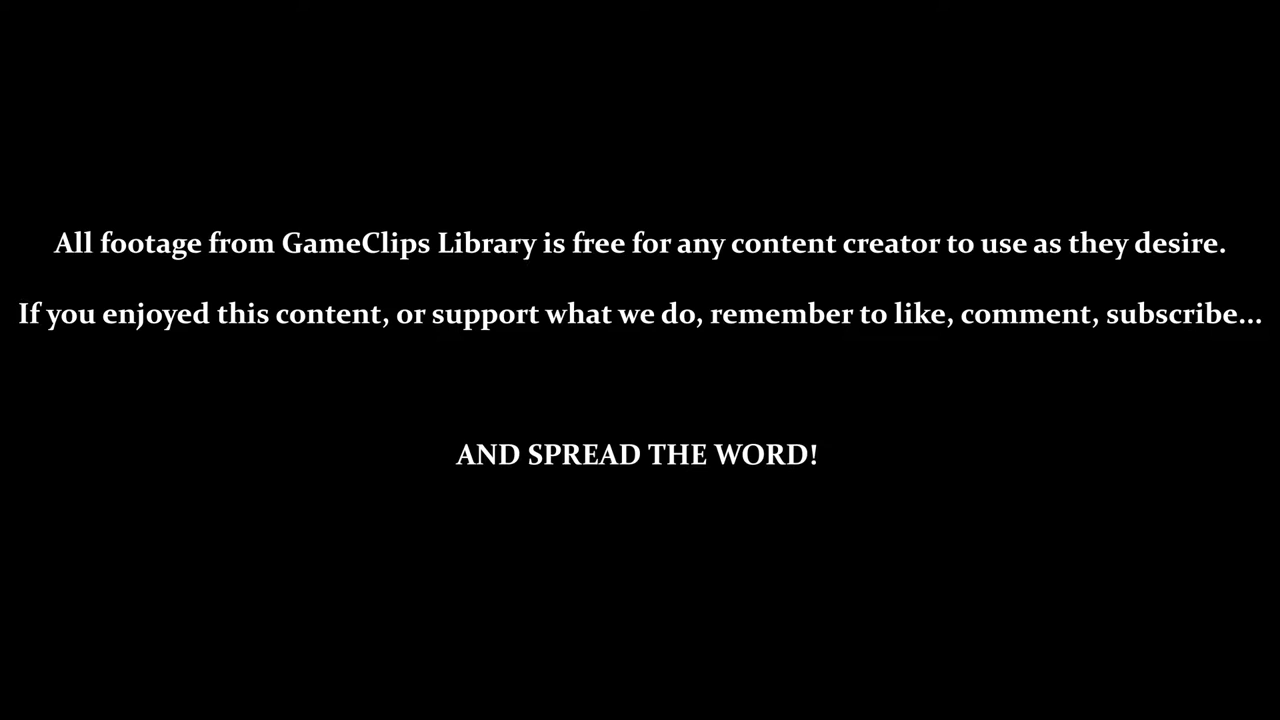 All footage from GameClips Library is free for any content creator to use as they desire.
If you enjoyed this content, or support what we do, remember to like, comment, subscribe...
AND SPREAD THE WORD!